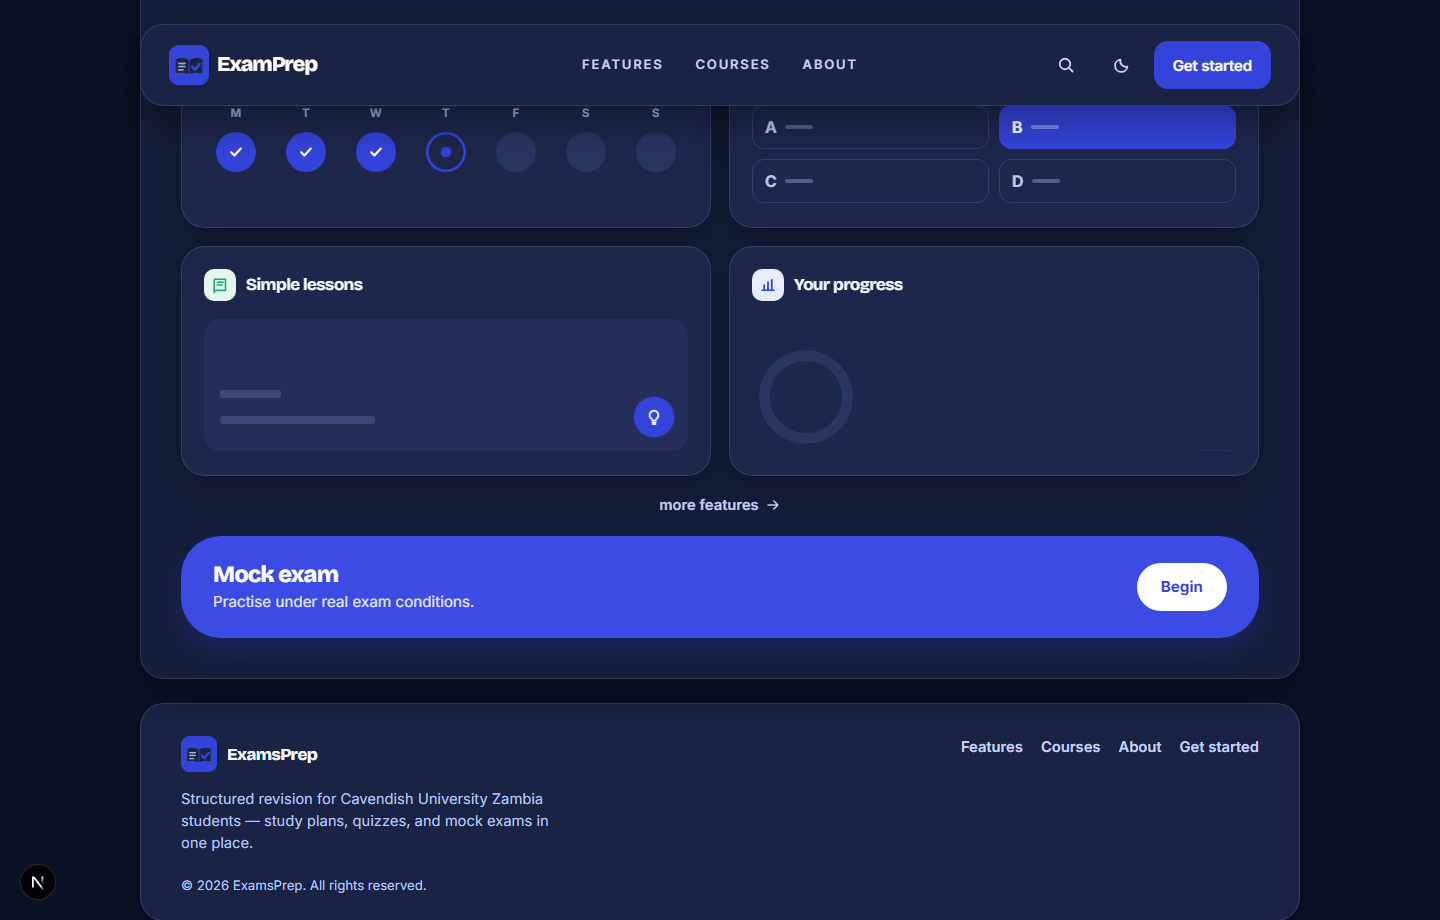 ExamPrep
FEATURES COURSES ABOUT
Get started
M T W T F S S
A B
C D
Simple lessons
Your progress
more features →
Mock exam
Practise under real exam conditions.
Begin
ExamsPrep
Features Courses About Get started
Structured revision for Cavendish University Zambia
students — study plans, quizzes, and mock exams in
one place.
© 2026 ExamsPrep. All rights reserved.
N